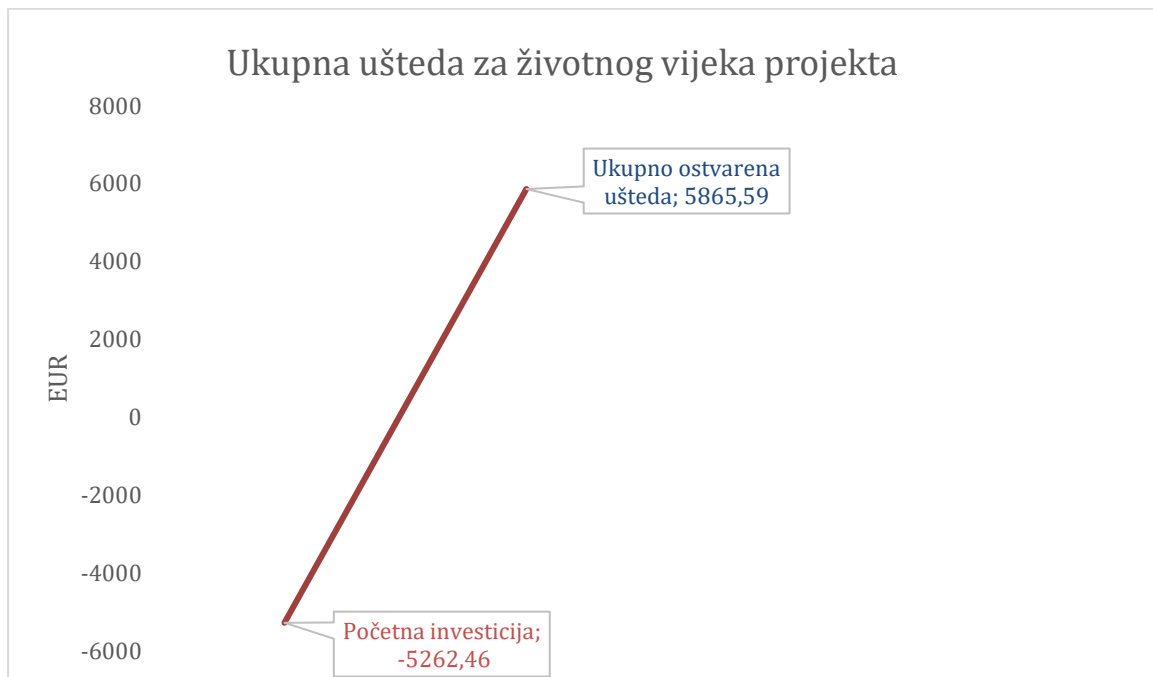 Ukupna ušteda za životnog vijeka projekta
8000
6000
4000
2000
0
-2000
-4000
-6000
EUR
Ukupno ostvarena
ušteda; 5865,59
Početna investicija;
-5262,46